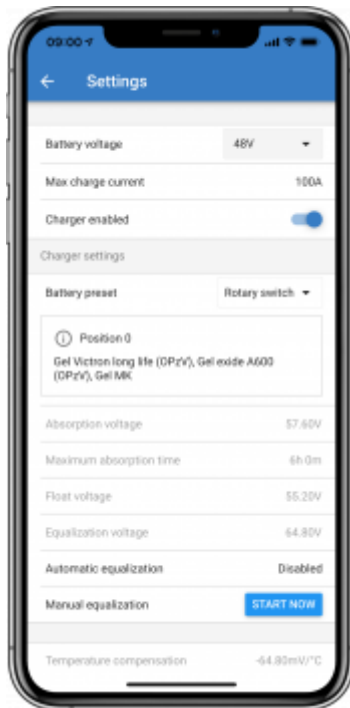 09:00
Settings
Battery voltage 48V
Max charge current 100A
Charger enabled
Charger settings
Battery preset Rotary switch
Position 0
Gel Victron long life (OPzV), Gel exide A600
(OPzV), Gel MK
Absorption voltage 57.60V
Maximum absorption time 6h 0m
Float voltage 55.20V
Equalization voltage 64.80V
Automatic equalization Disabled
Manual equalization START NOW
Temperature compensation -64.80mV/°C